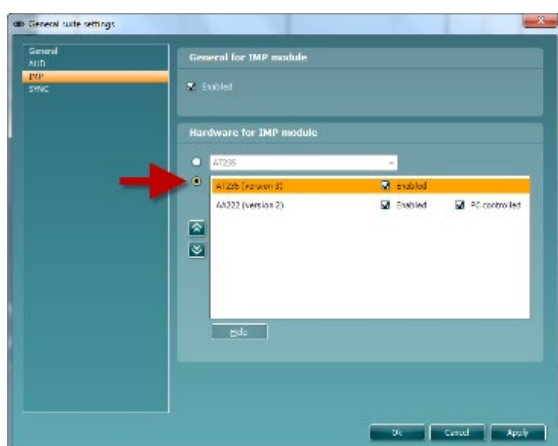 General suite settings
General
AUD
IMP
SYNC
General for IMP module
Enabled
Hardware for IMP module
AT235
AT235 (version 3) Enabled
AA222 (version 2) Enabled PC controlled
Help
Ok Cancel Apply